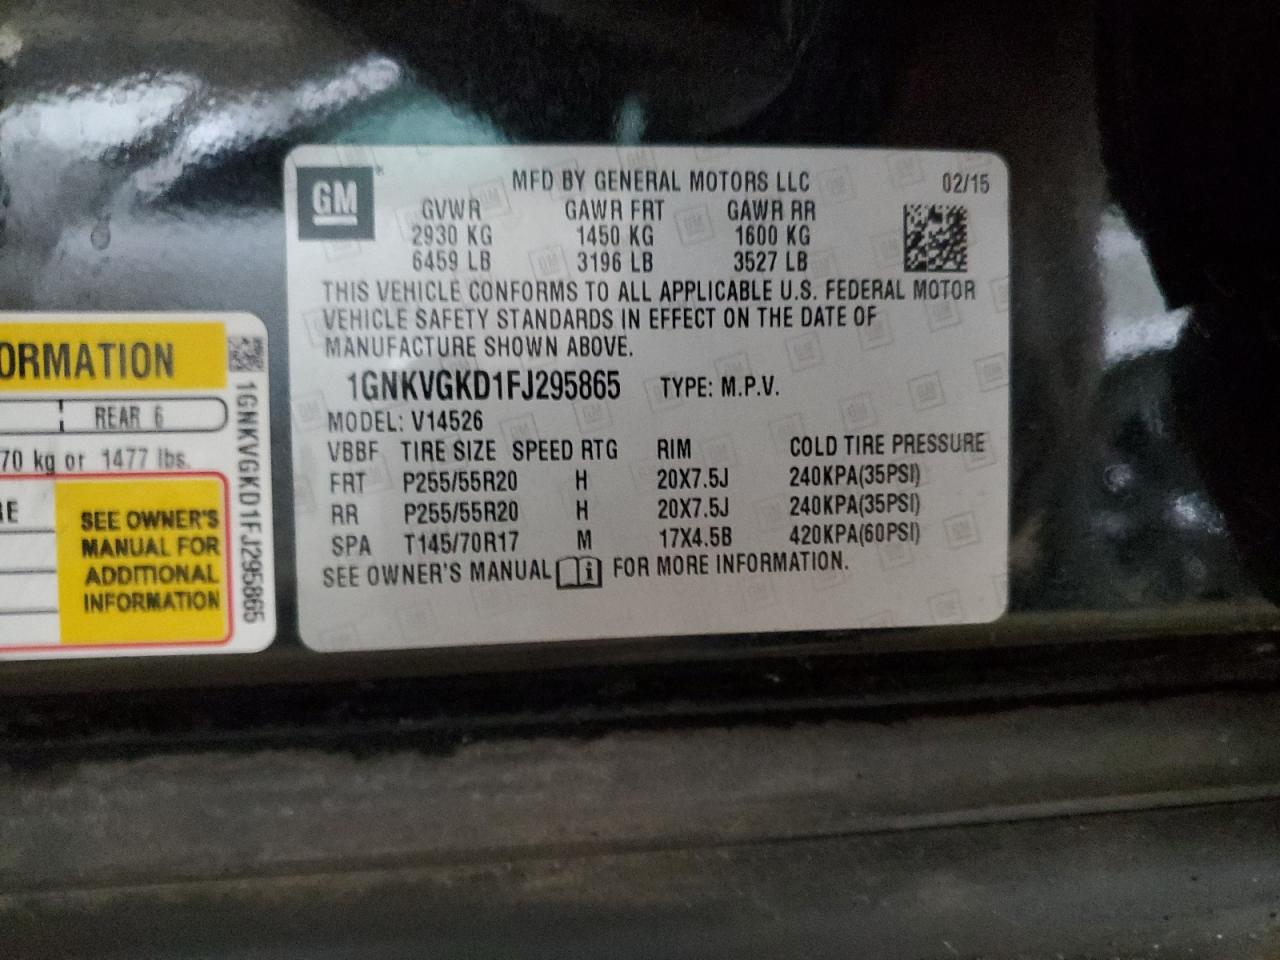 GM
MFD BY GENERAL MOTORS LLC 02/15
GVWR GAWR FRT GAWR RR
2930 KG 1450 KG 1600 KG
6459 LB 3196 LB 3527 LB
THIS VEHICLE CONFORMS TO ALL APPLICABLE U.S. FEDERAL MOTOR
VEHICLE SAFETY STANDARDS IN EFFECT ON THE DATE OF
MANUFACTURE SHOWN ABOVE.
1GNKVGKD1FJ295865 TYPE: M.P.V.
MODEL: V14526
VBBF TIRE SIZE SPEED RTG RIM COLD TIRE PRESSURE
FRT P255/55R20 H 20X7.5J 240KPA(35PSI)
RR P255/55R20 H 20X7.5J 240KPA(35PSI)
SPA T145/70R17 M 17X4.5B 420KPA(60PSI)
SEE OWNER'S MANUAL i FOR MORE INFORMATION.
ORMATION
REAR 6
70 kg or 1477 lbs.
RE
SEE OWNER'S
MANUAL FOR
ADDITIONAL
INFORMATION
1GNKVGKD1FJ295865